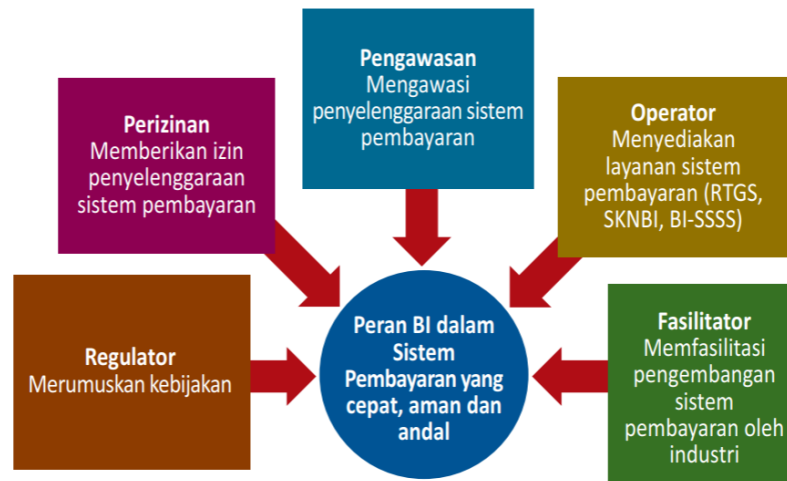 Pengawasan
Mengawasi
penyelenggaraan sistem
pembayaran
Perizinan
Memberikan izin
penyelenggaraan
sistem pembayaran
Operator
Menyediakan
layanan sistem
pembayaran (RTGS,
SKNBI, BI-SSSS)
Regulator
Merumuskan kebijakan
Peran BI dalam
Sistem
Pembayaran yang
cepat, aman dan
andal
Fasilitator
Memfasilitasi
pengembangan
sistem
pembayaran oleh
industri